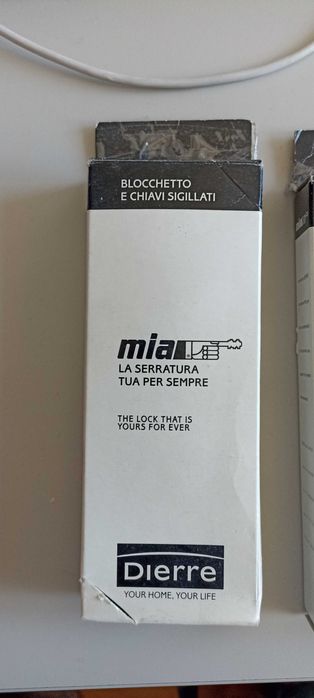 BLOCCHETTO
E CHIAVI SIGILLATI
mia
LA SERRATURA
TUA PER SEMPRE
THE LOCK THAT IS
YOURS FOR EVER
Dierre
YOUR HOME, YOUR LIFE